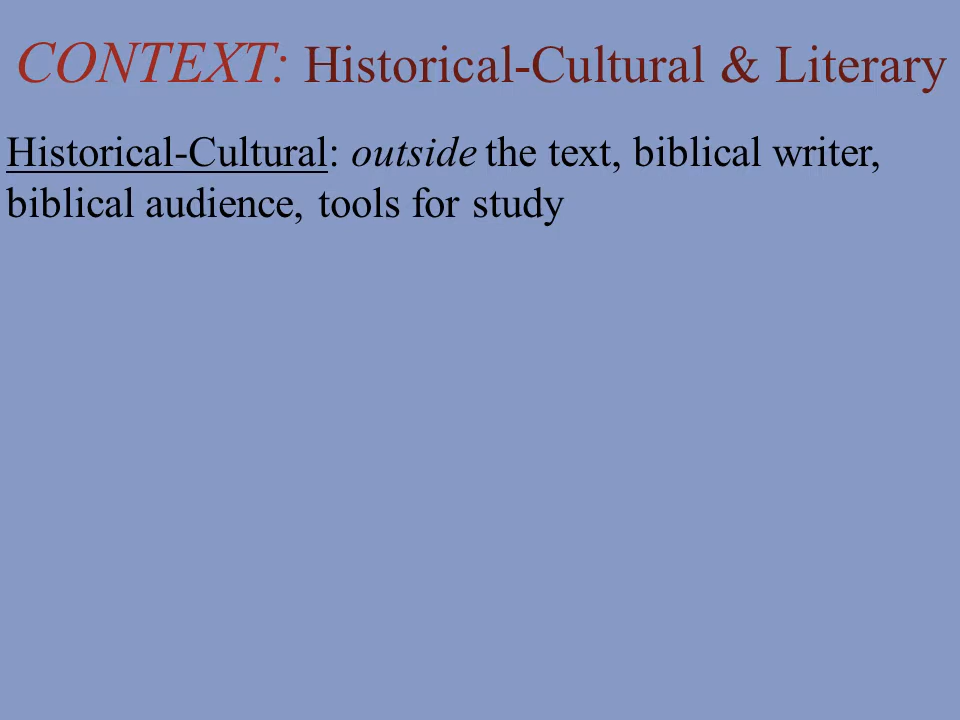 CONTEXT: Historical-Cultural & Literary
Historical-Cultural: outside the text, biblical writer,
biblical audience, tools for study